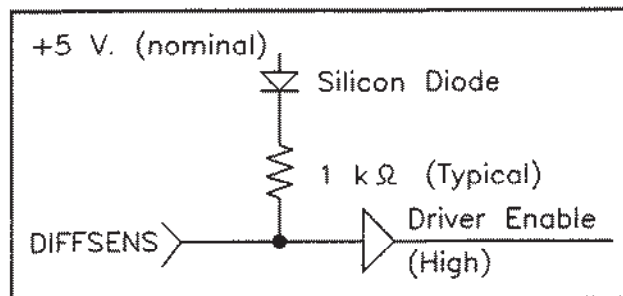 +5 V. (nominal)
Silicon Diode
1 kΩ (Typical)
DIFFSENS
Driver Enable
(High)